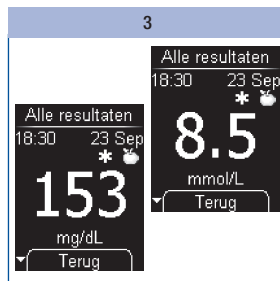 3
Alle resultaten
18:30 23 Sep
*
153
mg/dL
Terug
Alle resultaten
18:30 23 Sep
*
8.5
mmol/L
Terug